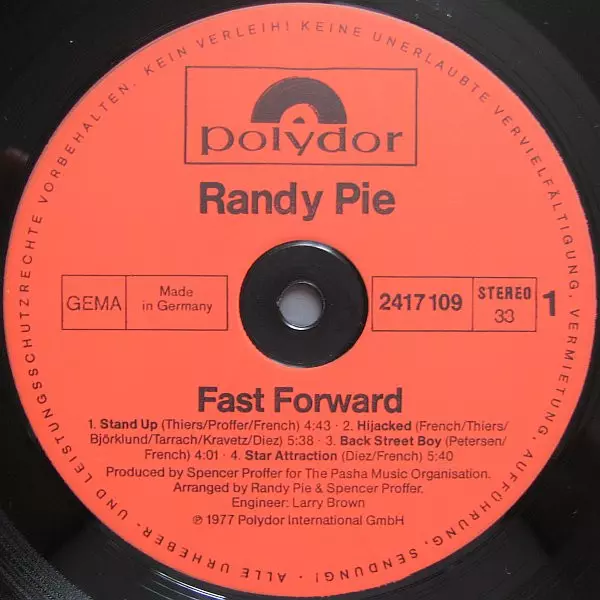 ALLE URHEBER- UND LEISTUNGSSCHUTZRECHTE VORBEHALTEN. KEIN VERLEIH! KEINE UNERLAUBTE VERVIELFÄLTIGUNG, VERMIETUNG, AUFFÜHRUNG, SENDUNG! ·
polydor
Randy Pie
GEMA
Made
in Germany
2417 109
STEREO
33
1
Fast Forward
1. Stand Up (Thiers/Proffer/French) 4:43 · 2. Hijacked (French/Thiers/
Björklund/Tarrach/Kravetz/Diez) 5:38 · 3. Back Street Boy (Petersen/
French) 4:01 · 4. Star Attraction (Diez/French) 5:40
Produced by Spencer Proffer for The Pasha Music Organisation.
Arranged by Randy Pie & Spencer Proffer.
Engineer: Larry Brown
℗ 1977 Polydor International GmbH